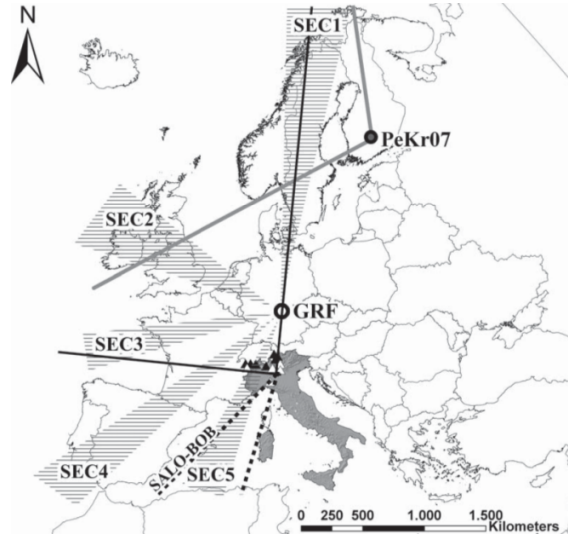 N
SEC1
PeKr07
SEC2
GRF
SEC3
SALO-BOB
SEC4
SEC5
0 250 500 1.000 1.500
Kilometers